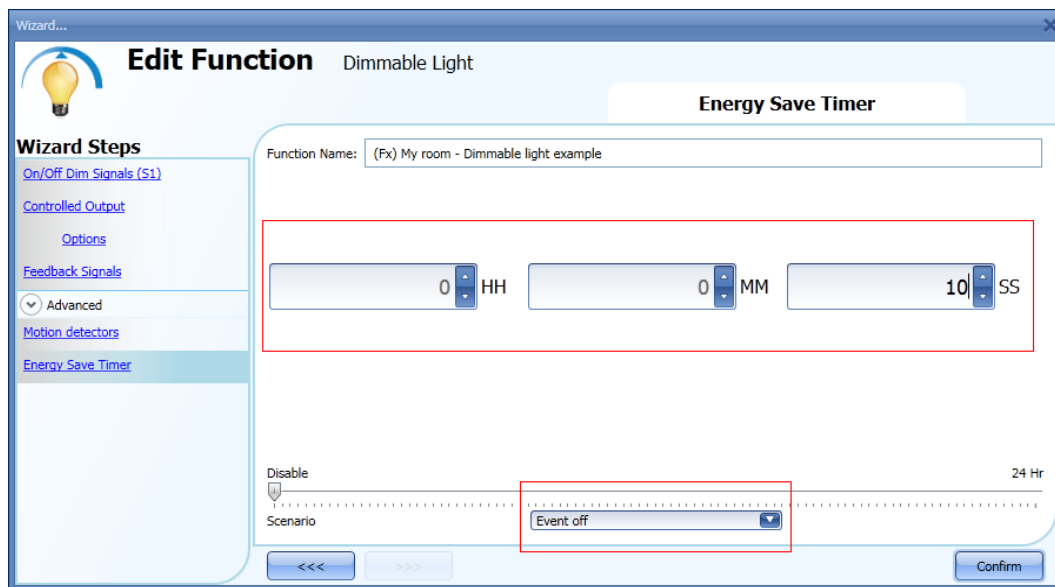 Wizard...
Edit Function Dimmable Light
Energy Save Timer
Wizard Steps
On/Off Dim Signals (S1)
Controlled Output
Options
Feedback Signals
Advanced
Motion detectors
Energy Save Timer
Function Name: (Fx) My room - Dimmable light example
0 HH 0 MM 10 SS
Disable 24 Hr
Scenario Event off
<<< >>> Confirm